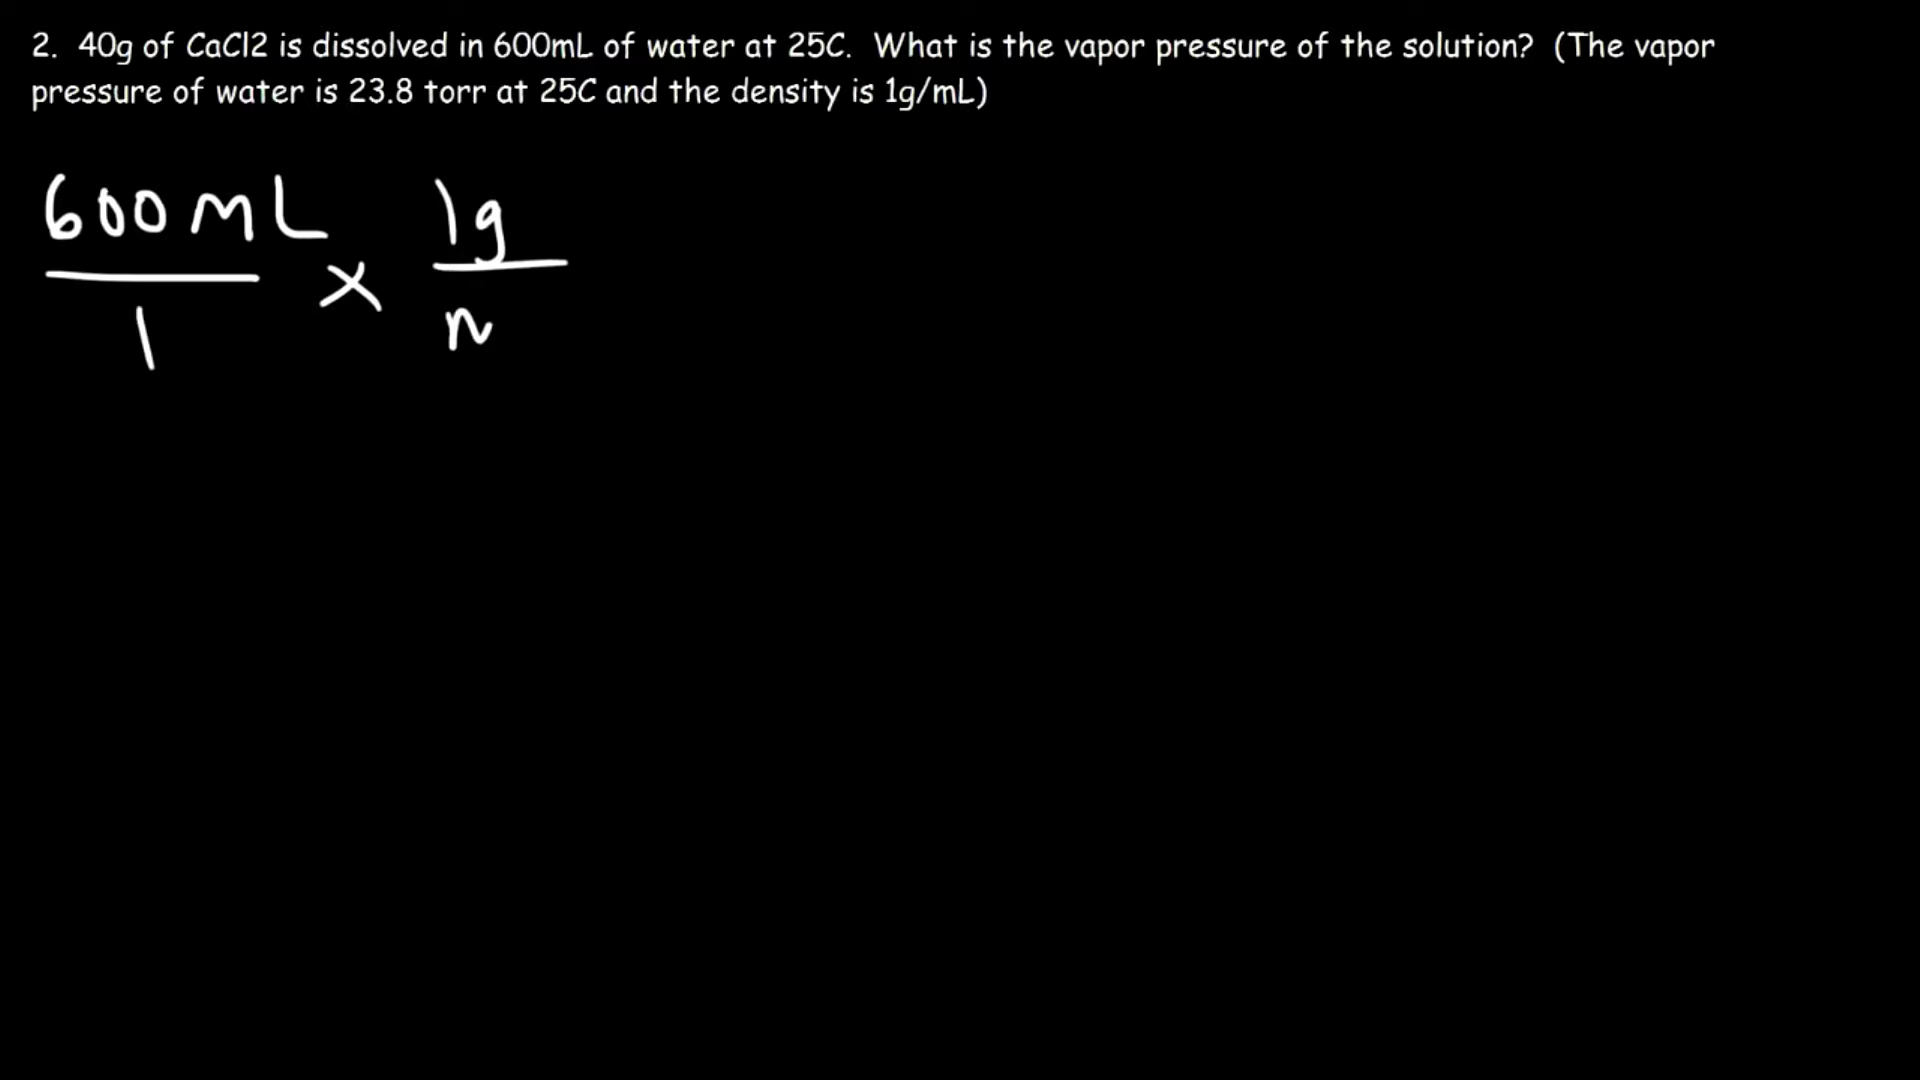 2. 40g of CaCl2 is dissolved in 600mL of water at 25C. What is the vapor pressure of the solution? (The vapor
pressure of water is 23.8 torr at 25C and the density is 1g/mL)
600mL
1
x
1g
m